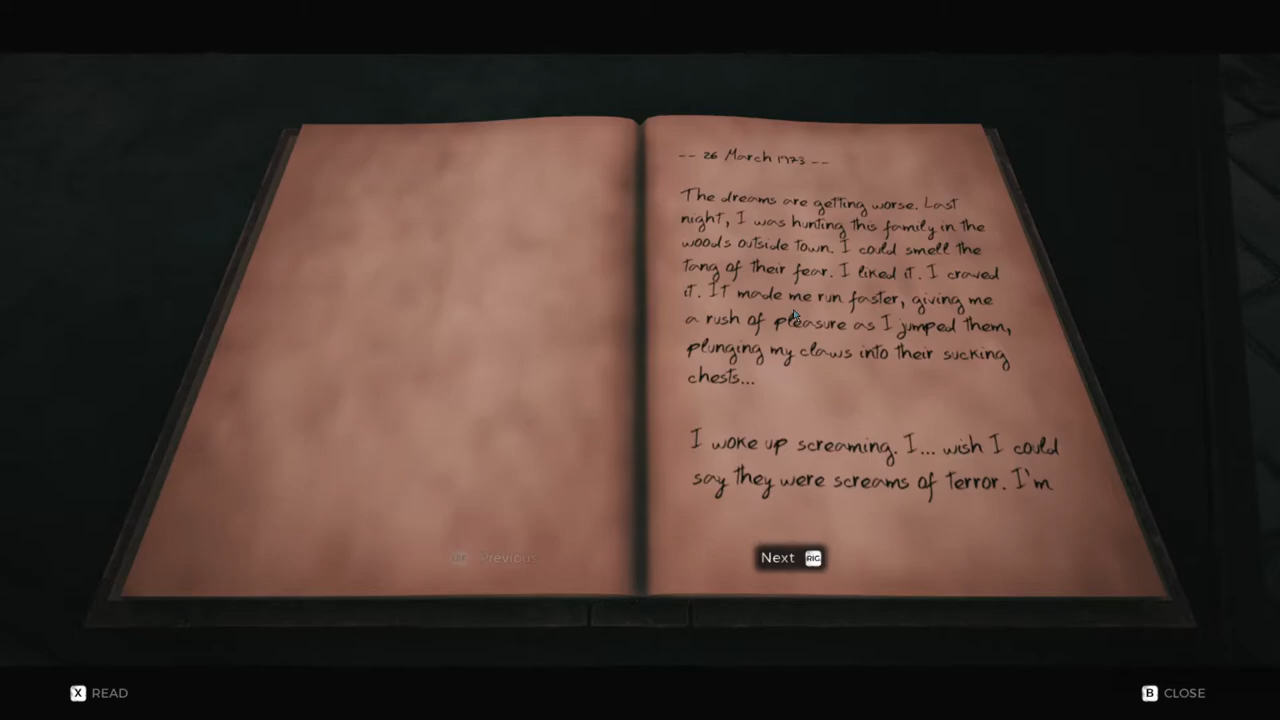 -- 26 March 1973 --
The dreams are getting worse. Last
night, I was hunting this family in the
woods outside town. I could smell the
tang of their fear. I liked it. I craved
it. It made me run faster, giving me
a rush of pleasure as I jumped them,
plunging my claws into their sucking
chests...
I woke up screaming. I... wish I could
say they were screams of terror. I'm
Previous
Next RIG
X READ
B CLOSE